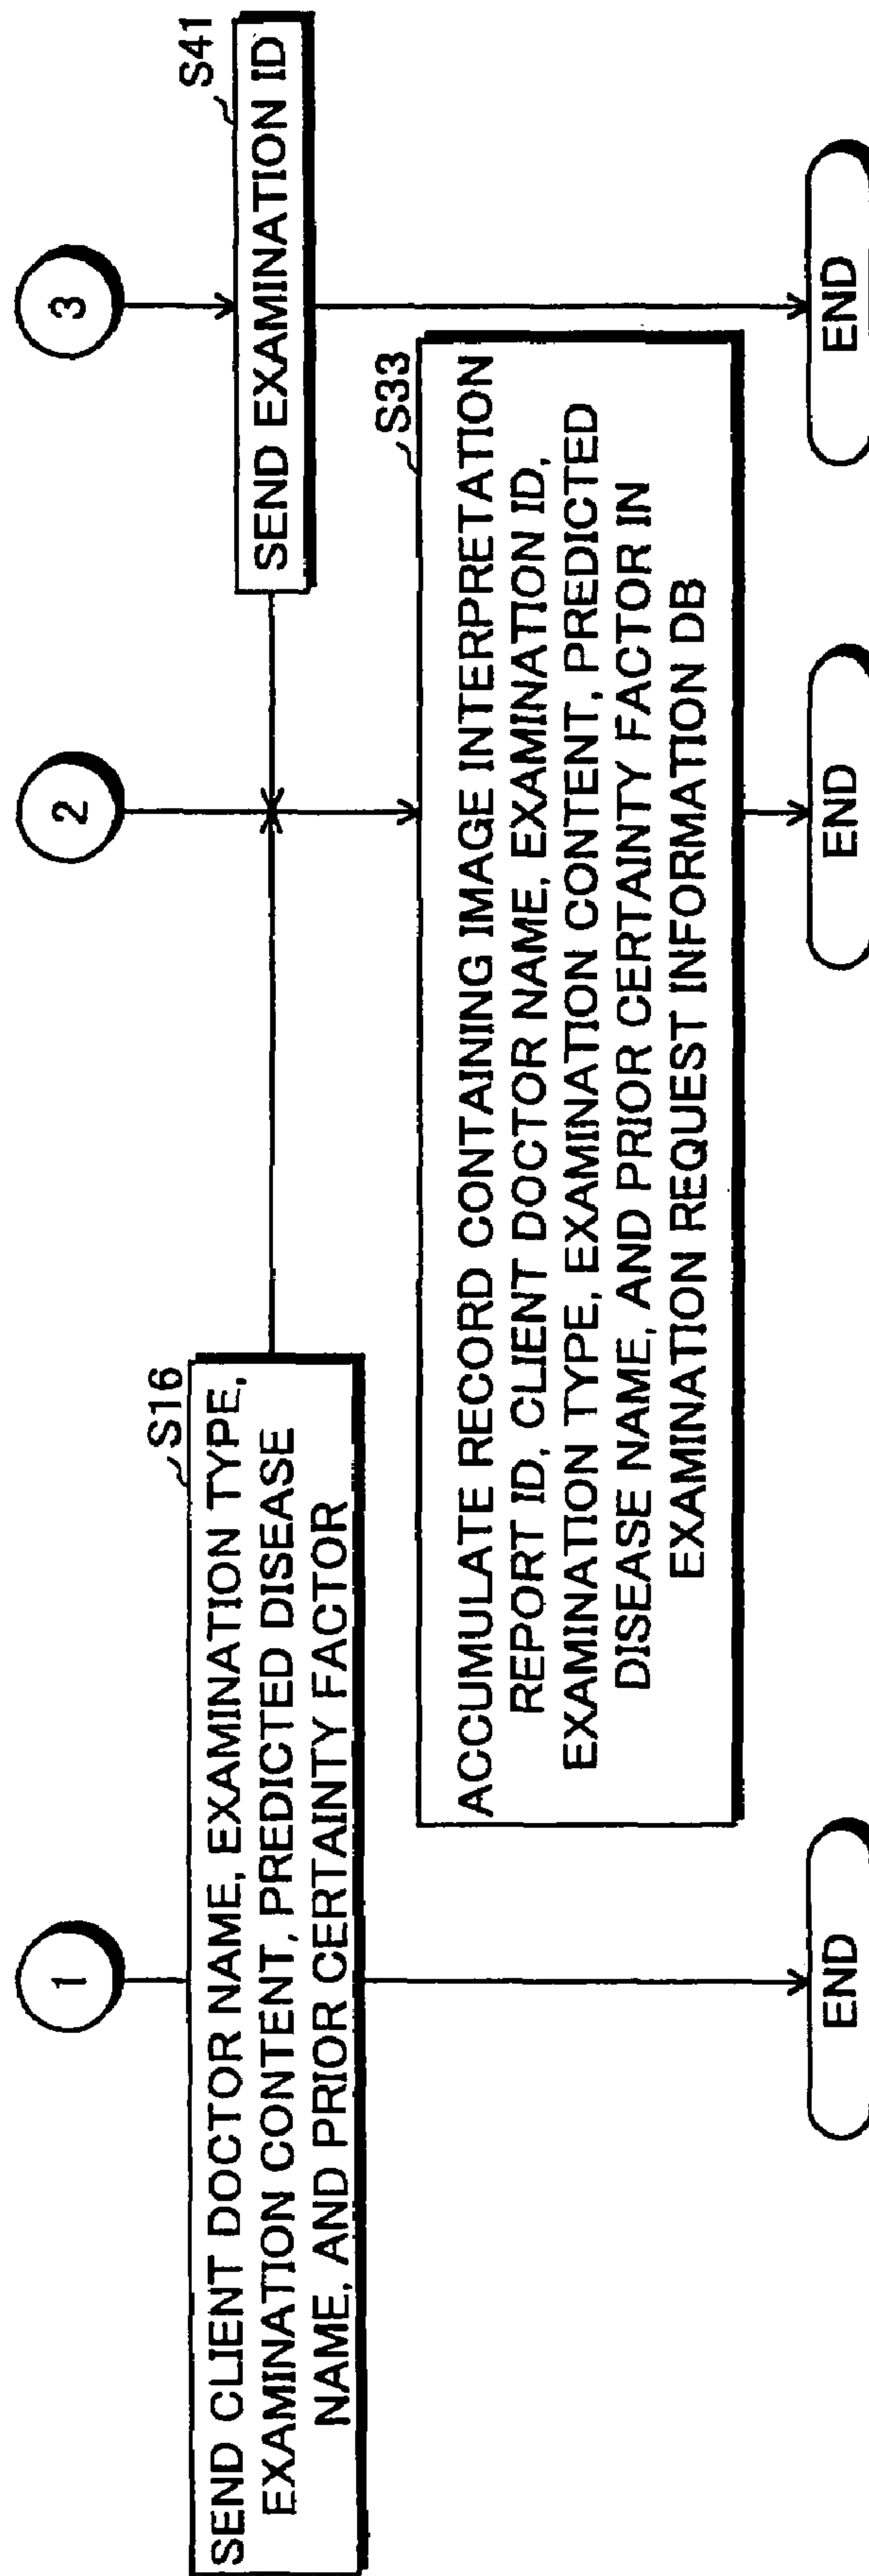 1
2
3
S16
SEND CLIENT DOCTOR NAME, EXAMINATION TYPE,
EXAMINATION CONTENT, PREDICTED DISEASE
NAME, AND PRIOR CERTAINTY FACTOR
S41
SEND EXAMINATION ID
S33
ACCUMULATE RECORD CONTAINING IMAGE INTERPRETATION
REPORT ID, CLIENT DOCTOR NAME, EXAMINATION ID,
EXAMINATION TYPE, EXAMINATION CONTENT, PREDICTED
DISEASE NAME, AND PRIOR CERTAINTY FACTOR IN
EXAMINATION REQUEST INFORMATION DB
END
END
END